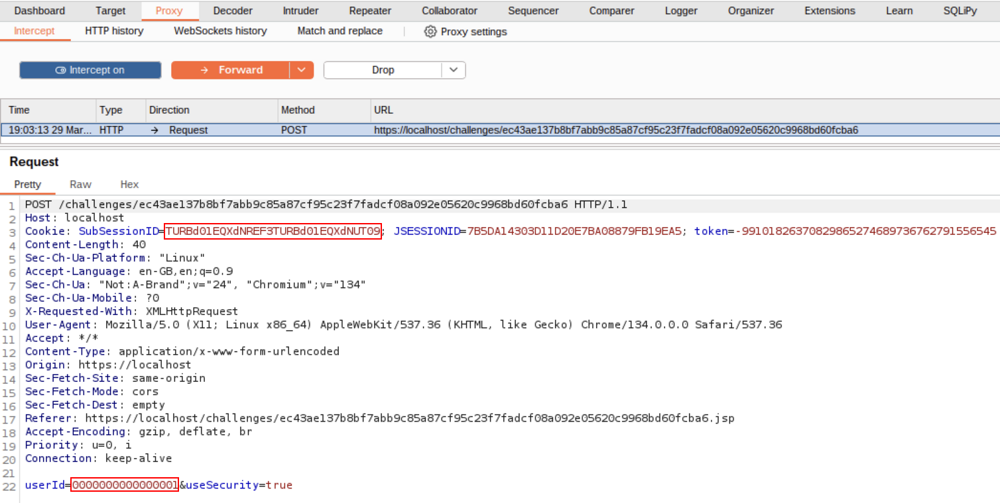 Dashboard Target Proxy Decoder Intruder Repeater Collaborator Sequencer Comparer Logger Organizer Extensions Learn SQLiPy
Intercept HTTP history WebSockets history Match and replace Proxy settings
Intercept on Forward Drop
Time Type Direction Method URL
19:03:13 29 Mar... HTTP → Request POST https://localhost/challenges/ec43ae137b8bf7abb9c85a87cf95c23f7fadcf08a092e05620c9968bd60fcba6
Request
Pretty Raw Hex
1 POST /challenges/ec43ae137b8bf7abb9c85a87cf95c23f7fadcf08a092e05620c9968bd60fcba6 HTTP/1.1
2 Host: localhost
3 Cookie: SubSessionID=TURBd01EQXdNREF3TURBd01EQXdNUT09; JSESSIONID=7B5DA14303D11D20E7BA08879FB19EA5; token=-99101826370829865274689736762791556545
4 Content-Length: 40
5 Sec-Ch-Ua-Platform: "Linux"
6 Accept-Language: en-GB,en;q=0.9
7 Sec-Ch-Ua: "Not:A-Brand";v="24", "Chromium";v="134"
8 Sec-Ch-Ua-Mobile: ?0
9 X-Requested-With: XMLHttpRequest
10 User-Agent: Mozilla/5.0 (X11; Linux x86_64) AppleWebKit/537.36 (KHTML, like Gecko) Chrome/134.0.0.0 Safari/537.36
11 Accept: */*
12 Content-Type: application/x-www-form-urlencoded
13 Origin: https://localhost
14 Sec-Fetch-Site: same-origin
15 Sec-Fetch-Mode: cors
16 Sec-Fetch-Dest: empty
17 Referer: https://localhost/challenges/ec43ae137b8bf7abb9c85a87cf95c23f7fadcf08a092e05620c9968bd60fcba6.jsp
18 Accept-Encoding: gzip, deflate, br
19 Priority: u=0, i
20 Connection: keep-alive
21
22 userId=0000000000000001&useSecurity=true